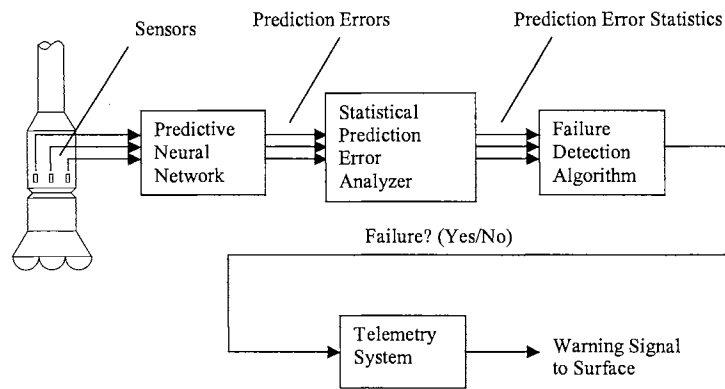 Sensors
Prediction Errors
Prediction Error Statistics
Predictive
Neural
Network
Statistical
Prediction
Error
Analyzer
Failure
Detection
Algorithm
Failure? (Yes/No)
Telemetry
System
Warning Signal
to Surface